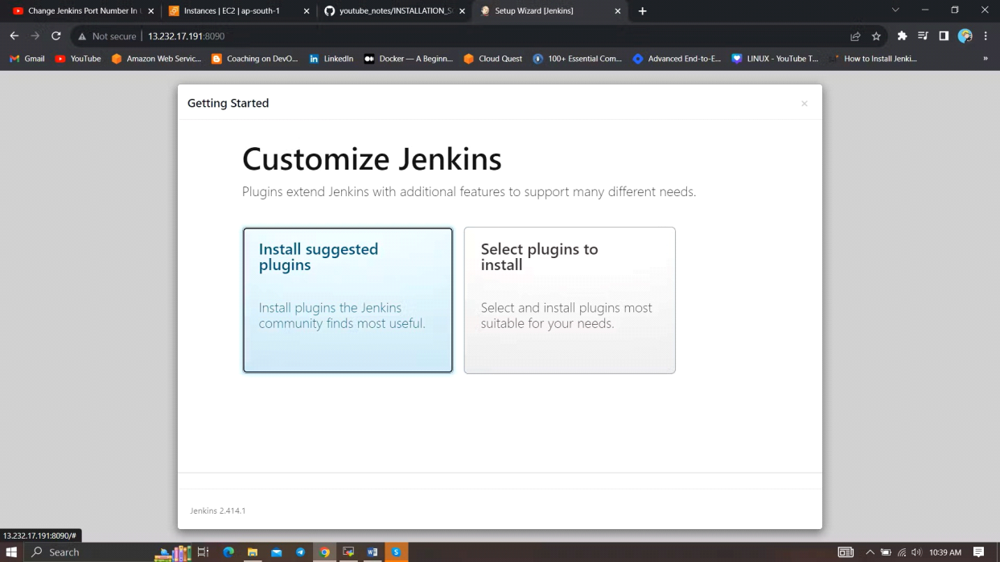 Change Jenkins Port Number In U
Instances | EC2 | ap-south-1
youtube_notes/INSTALLATION_S
Setup Wizard [Jenkins]
Not secure
13.232.17.191:8090
Gmail
YouTube
Amazon Web Servic...
Coaching on DevO...
LinkedIn
Docker — A Beginn...
Cloud Quest
100+ Essential Com...
Advanced End-to-E...
LINUX - YouTube T...
How to Install Jenki...
»
Getting Started
Customize Jenkins
Plugins extend Jenkins with additional features to support many different needs.
Install suggested
plugins
Install plugins the Jenkins
community finds most useful.
Select plugins to
install
Select and install plugins most
suitable for your needs.
Jenkins 2.414.1
13.232.17.191:8090/#
Search
10:39 AM